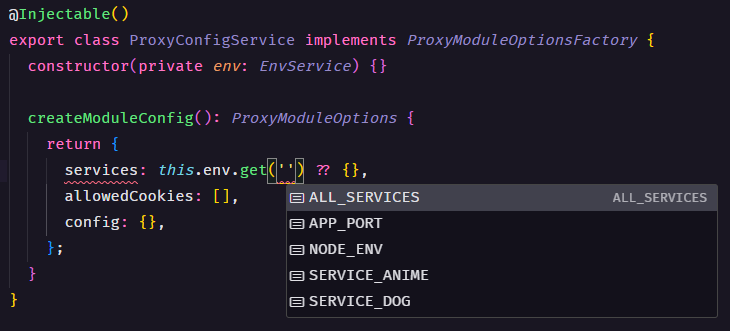 @Injectable()
export class ProxyConfigService implements ProxyModuleOptionsFactory {
constructor(private env: EnvService) {}
createModuleConfig(): ProxyModuleOptions {
return {
services: this.env.get('') ?? {},
allowedCookies: [],
ALL_SERVICES ALL_SERVICES
config: {},
APP_PORT
};
NODE_ENV
}
SERVICE_ANIME
}
SERVICE_DOG